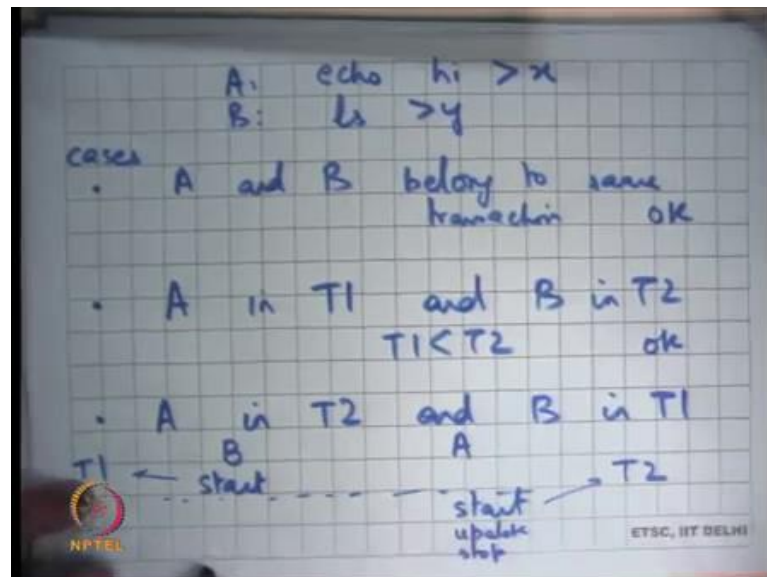 A: echo hi >x
B: ls >y
cases
· A and B belong to same
transaction OK
· A in T1 and B in T2
T1<T2 ok
· A in T2 and B in T1
B A
T1 ← start → T2
start
update
stop
NPTEL
ETSC, IIT DELHI